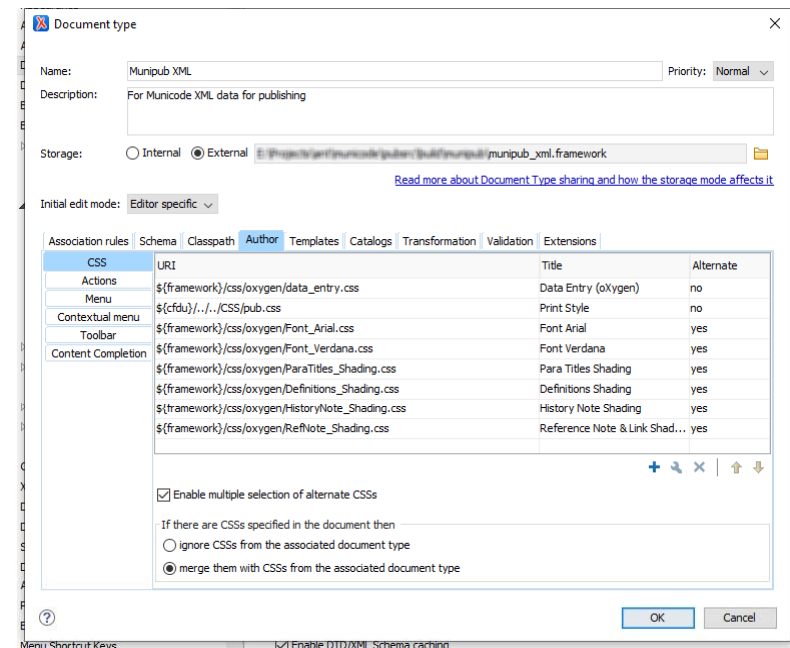 Document type
Name: Munipub XML Priority: Normal
Description: For Municode XML data for publishing
Storage: Internal External munipub_xml.framework
Read more about Document Type sharing and how the storage mode affects it
Initial edit mode: Editor specific
Association rules Schema Classpath Author Templates Catalogs Transformation Validation Extensions
CSS
Actions
Menu
Contextual menu
Toolbar
Content Completion
URI Title Alternate
${framework}/css/oxygen/data_entry.css Data Entry (oXygen) no
${cfdu}/../../CSS/pub.css Print Style no
${framework}/css/oxygen/Font_Arial.css Font Arial yes
${framework}/css/oxygen/Font_Verdana.css Font Verdana yes
${framework}/css/oxygen/ParaTitles_Shading.css Para Titles Shading yes
${framework}/css/oxygen/Definitions_Shading.css Definitions Shading yes
${framework}/css/oxygen/HistoryNote_Shading.css History Note Shading yes
${framework}/css/oxygen/RefNote_Shading.css Reference Note & Link Shad... yes
Enable multiple selection of alternate CSSs
If there are CSSs specified in the document then
ignore CSSs from the associated document type
merge them with CSSs from the associated document type
? OK Cancel
Menu Shortcut Keys Enable DTD/XML Schema caching